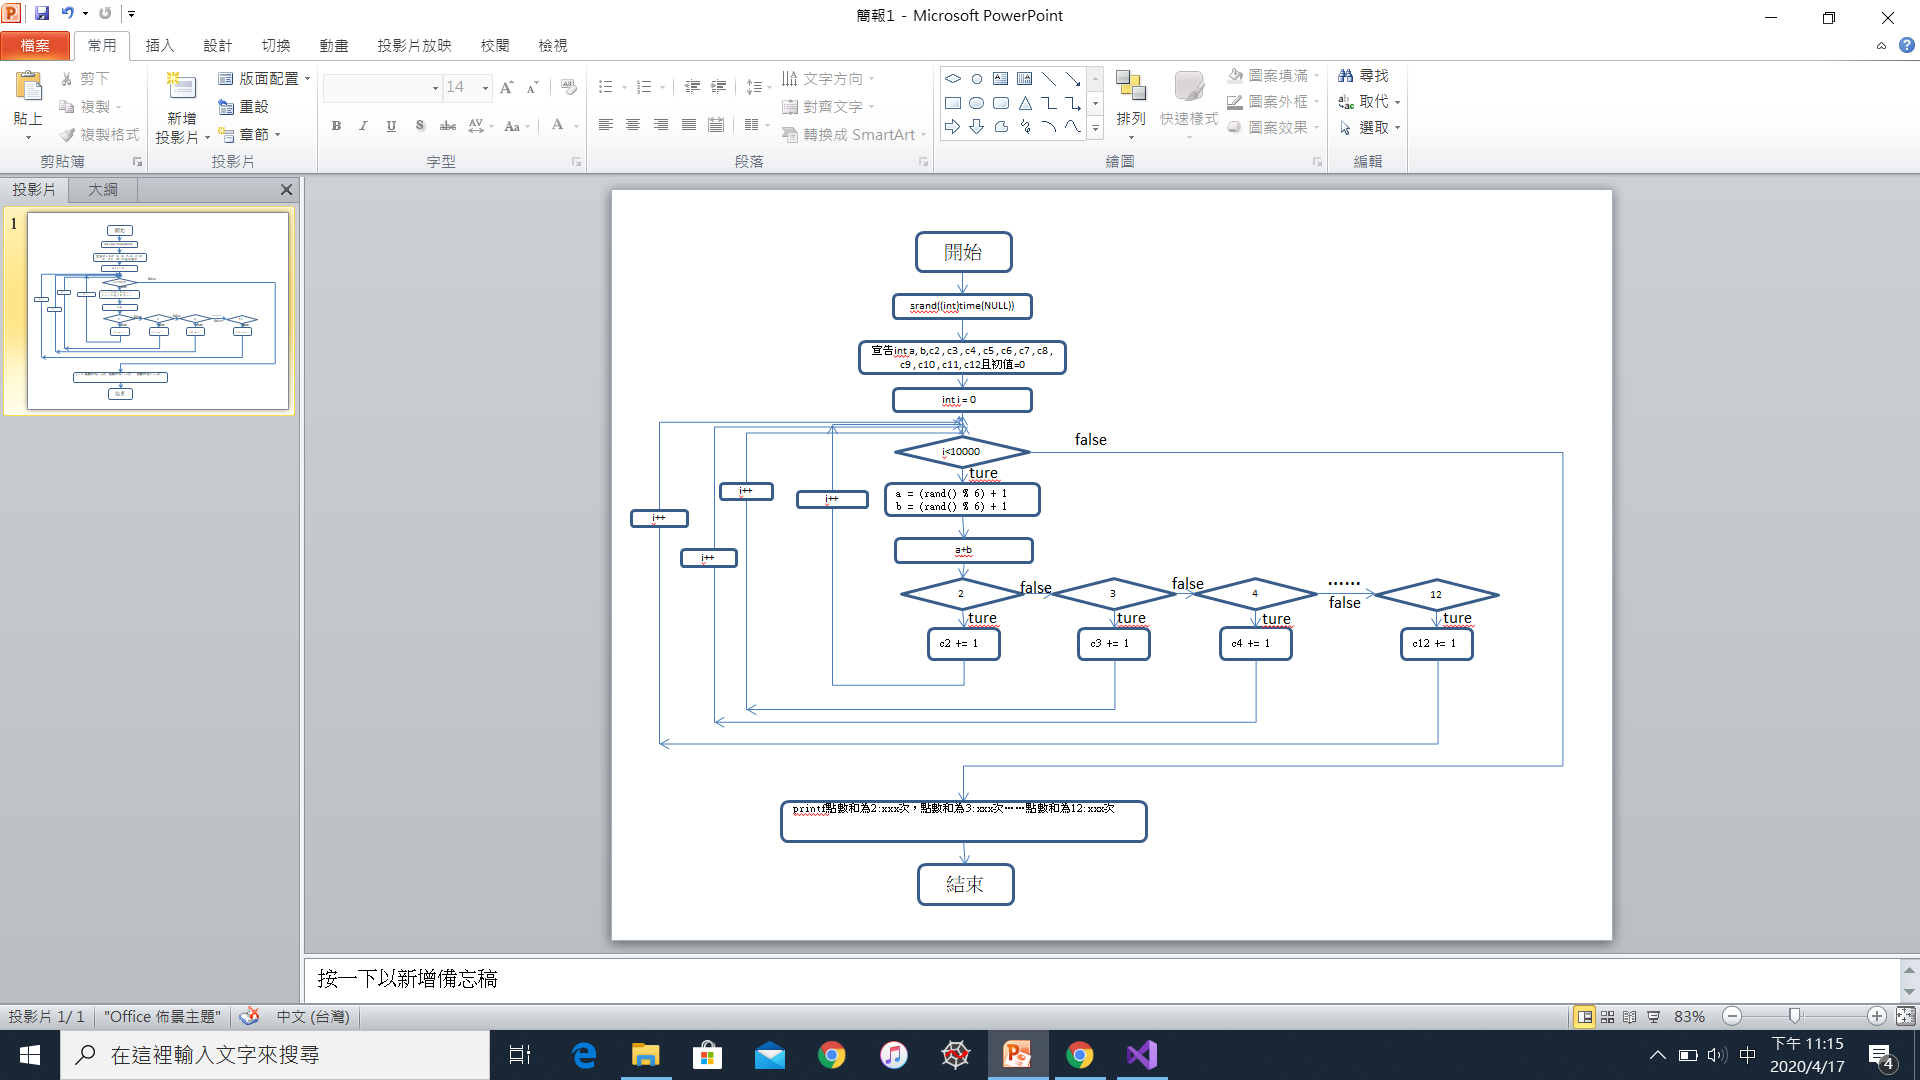 簡報1 - Microsoft PowerPoint
檔案 常用 插入 設計 切換 動畫 投影片放映 校閱 檢視
貼上
剪下
複製
複製格式
剪貼簿
新增
投影片
版面配置
重設
章節
投影片
14
B I U S abc AV Aa A
字型
文字方向
對齊文字
轉換成 SmartArt
段落
排列
快速樣式
圖案填滿
圖案外框
圖案效果
繪圖
尋找
取代
選取
編輯
投影片 大綱
1
開始
srand((int)time(NULL))
宣告int a, b,c2 , c3 , c4 , c5 , c6 , c7 , c8 ,
c9 , c10 , c11, c12且初值=0
int i = 0
i<10000
false
ture
a = (rand() % 6) + 1
b = (rand() % 6) + 1
i++
i++
i++
i++
a+b
2
false
3
false
4
……
false
12
ture
ture
ture
ture
c2 += 1
c3 += 1
c4 += 1
c12 += 1
printf點數和為2:xxx次，點數和為3:xxx次……點數和為12:xxx次
結束
按一下以新增備忘稿
投影片 1/ 1 "Office 佈景主題" 中文 (台灣) 83%
在這裡輸入文字來搜尋
中
下午 11:15
2020/4/17
4